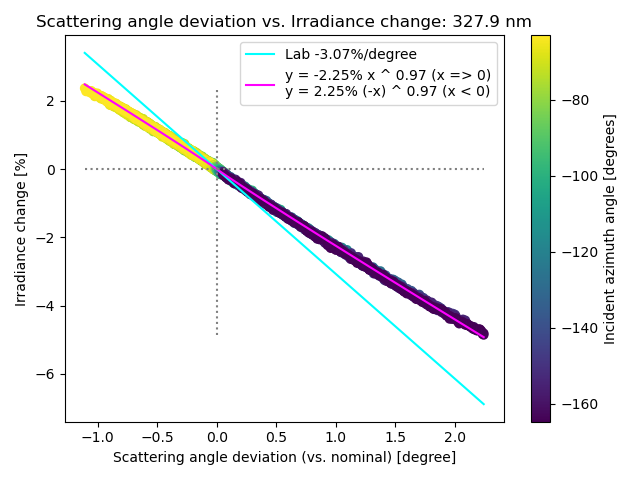 Scattering angle deviation vs. Irradiance change: 327.9 nm
Lab -3.07%/degree
y = -2.25% x ^ 0.97 (x => 0)
y = 2.25% (-x) ^ 0.97 (x < 0)
Irradiance change [%]
2
0
−2
−4
−6
−1.0 −0.5 0.0 0.5 1.0 1.5 2.0
Scattering angle deviation (vs. nominal) [degree]
−80
−100
−120
−140
−160
Incident azimuth angle [degrees]